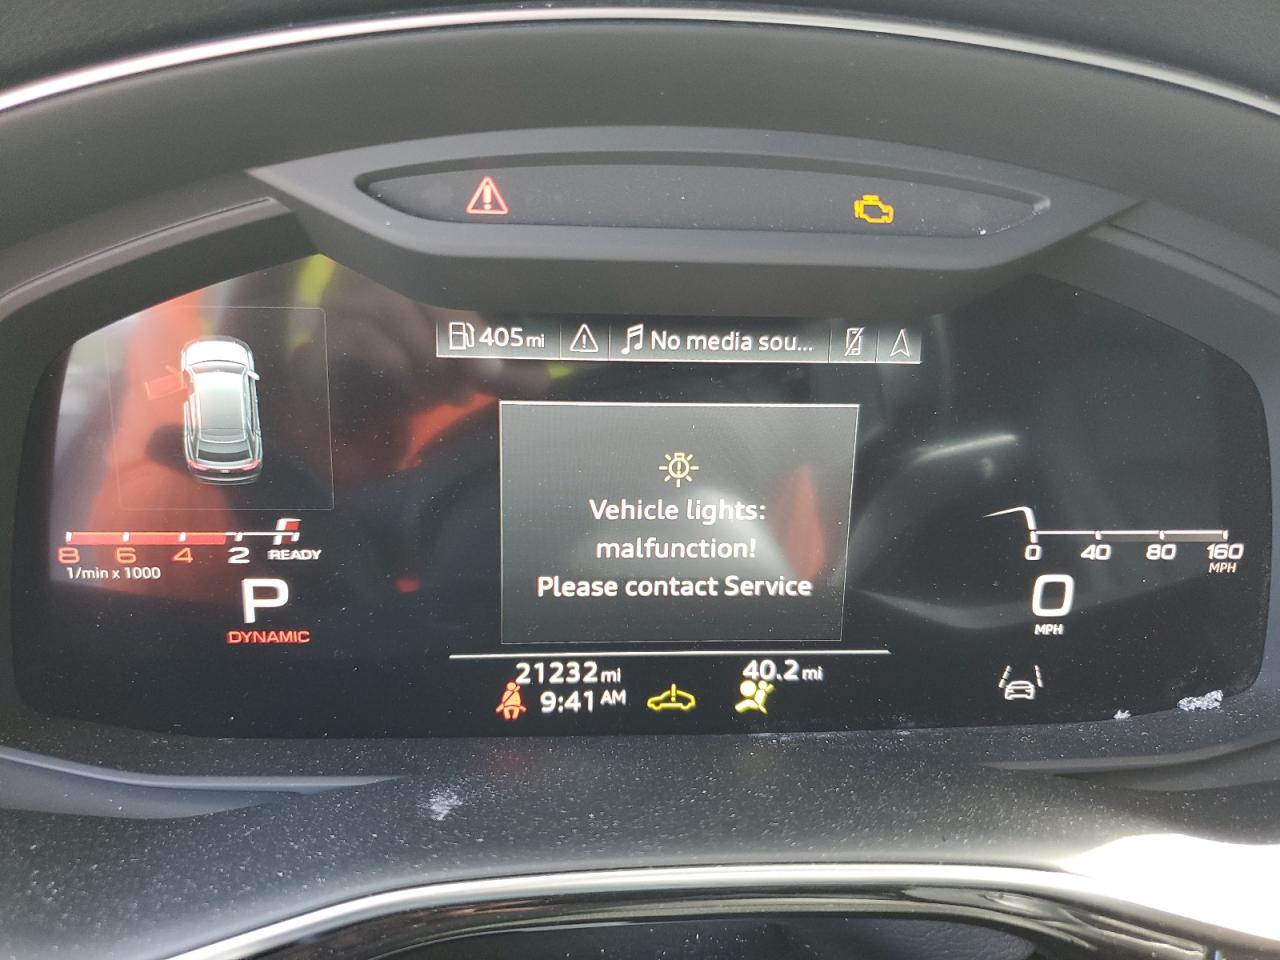 405mi
No media sou...
Vehicle lights:
malfunction!
Please contact Service
8 6 4 2 READY
1/min x 1000
P
DYNAMIC
0 40 80 160
MPH
0
MPH
21232mi
40.2mi
9:41AM